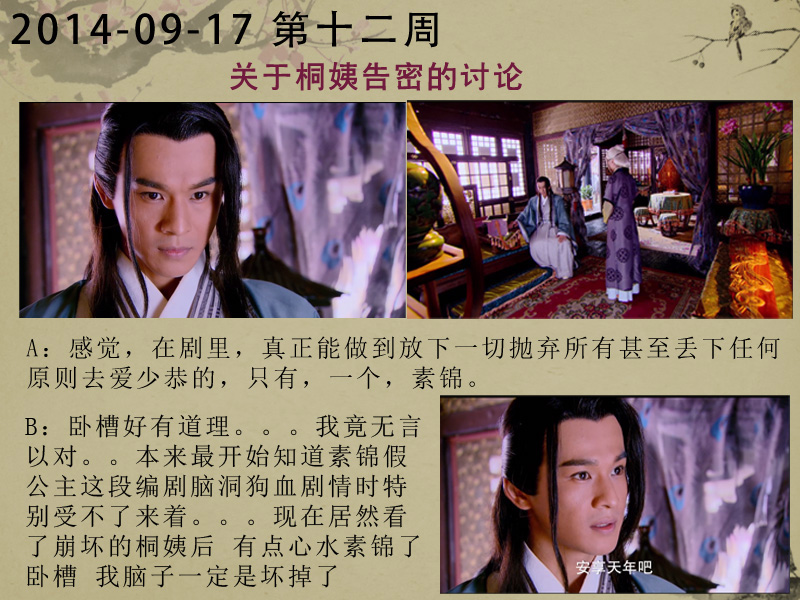 2014-09-17 第十二周
关于桐姨告密的讨论
A：感觉，在剧里，真正能做到放下一切抛弃所有甚至丢下任何
原则去爱少恭的，只有，一个，素锦。
B：卧槽好有道理。。。我竟无言
以对。。本来最开始知道素锦假
公主这段编剧脑洞狗血剧情时特
别受不了来着。。。现在居然看
了崩坏的桐姨后 有点心水素锦了
卧槽 我脑子一定是坏掉了
安享天年吧